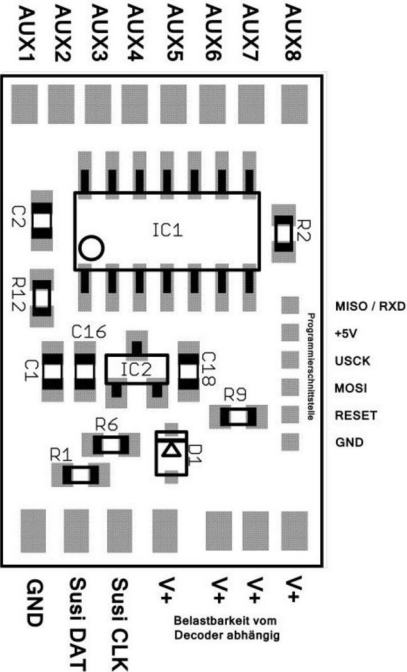 AUX1
AUX2
AUX3
AUX4
AUX5
AUX6
AUX7
AUX8
C2
IC1
R2
R12
C16
C1
IC2
C18
R9
R6
R1
D1
Programmierschnittstelle
MISO / RXD
+5V
USCK
MOSI
RESET
GND
GND
Susi DAT
Susi CLK
V+
V+
V+
V+
Belastbarkeit vom
Decoder abhängig